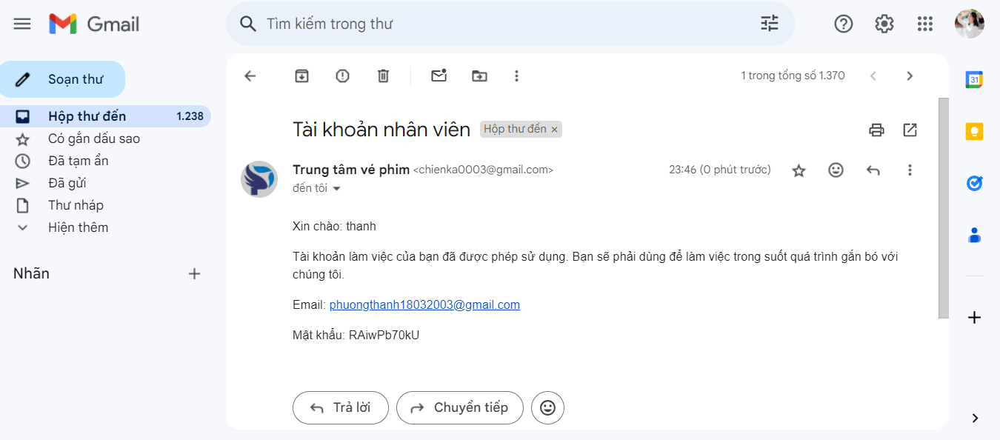 Gmail
Tìm kiếm trong thư
Soạn thư
1 trong tổng số 1.370
31
Hộp thư đến 1.238
Có gắn dấu sao
Đã tạm ẩn
Đã gửi
Thư nháp
Hiện thêm
Nhãn
Tài khoản nhân viên Hộp thư đến ×
Trung tâm vé phim <chienka0003@gmail.com> 23:46 (0 phút trước)
đến tôi
Xin chào: thanh
Tài khoản làm việc của bạn đã được phép sử dụng. Bạn sẽ phải dùng để làm việc trong suốt quá trình gắn bó với
chúng tôi.
Email: phuongthanh18032003@gmail.com
Mật khẩu: RAiwPb70kU
Trả lời
Chuyển tiếp